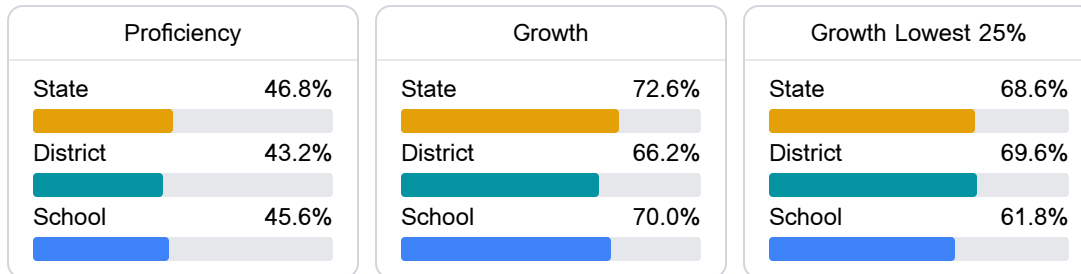 Proficiency
State 46.8%
District 43.2%
School 45.6%
Growth
State 72.6%
District 66.2%
School 70.0%
Growth Lowest 25%
State 68.6%
District 69.6%
School 61.8%